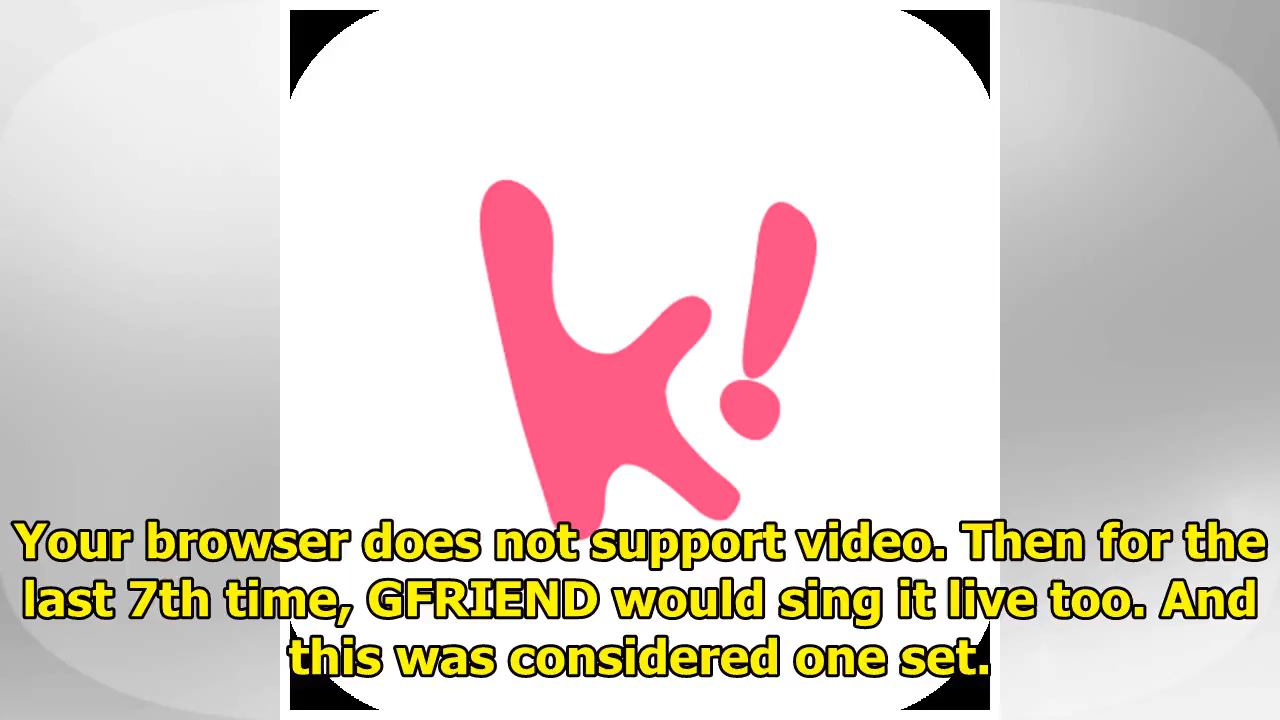 k!
Your browser does not support video. Then for the
last 7th time, GFRIEND would sing it live too. And
this was considered one set.